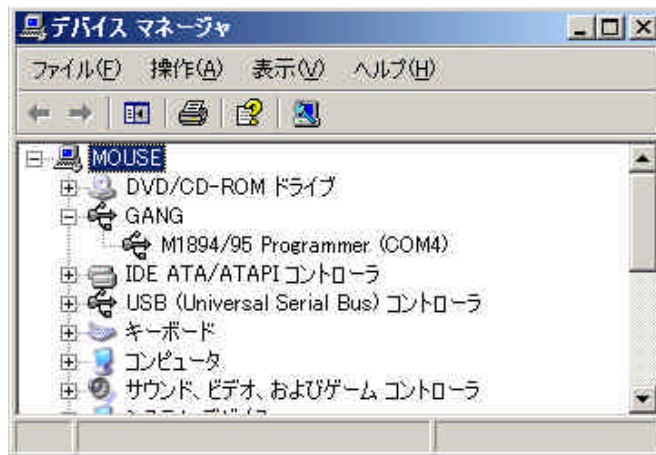 デバイス マネージャ
ファイル(F) 操作(A) 表示(V) ヘルプ(H)
MOUSE
DVD/CD-ROM ドライブ
GANG
M1894/95 Programmer (COM4)
IDE ATA/ATAPI コントローラ
USB (Universal Serial Bus) コントローラ
キーボード
コンピュータ
サウンド、ビデオ、およびゲーム コントローラ